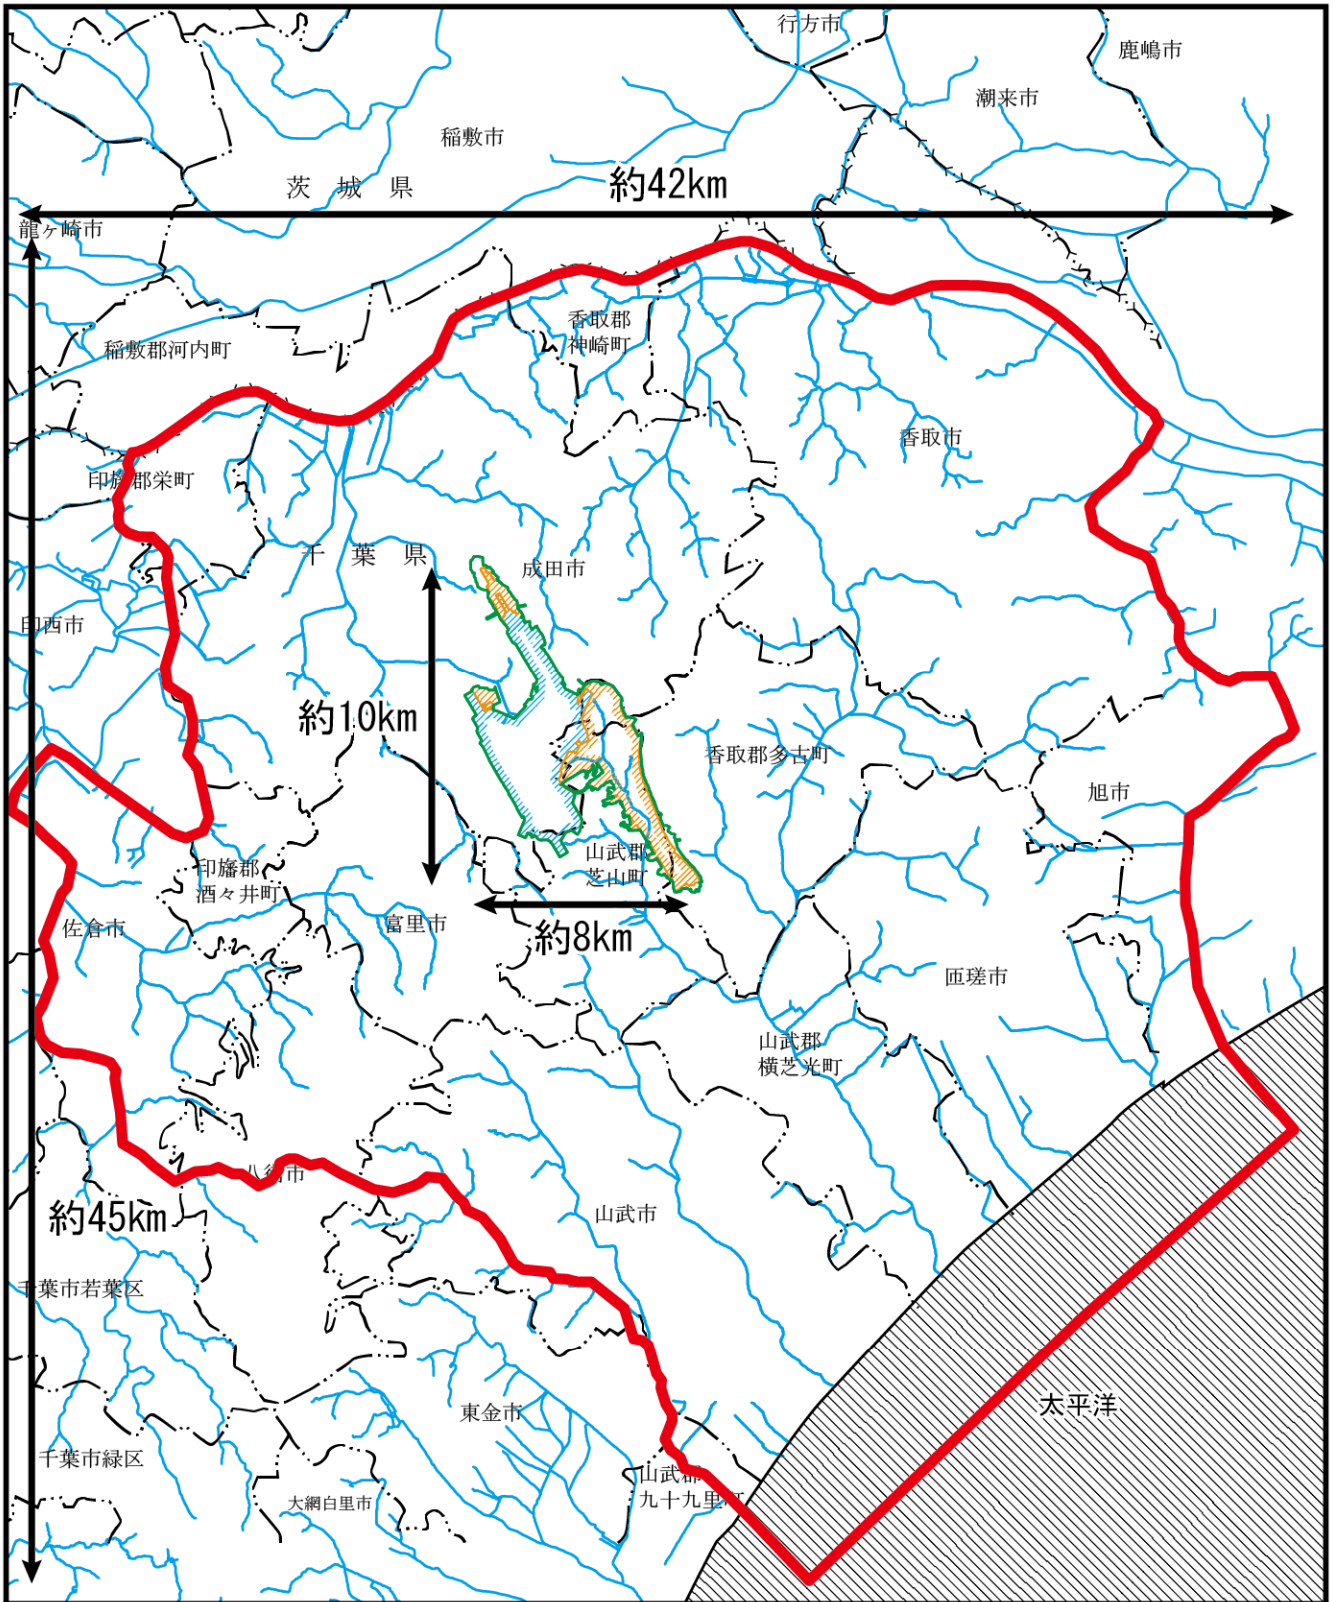 行方市
鹿嶋市
潮来市
稲敷市
茨城県
約42km
龍ヶ崎市
香取郡
神崎町
稲敷郡河内町
香取市
印旛郡栄町
千葉県
成田市
印西市
約10km
香取郡多古町
旭市
山武郡
芝山町
印旛郡
酒々井町
佐倉市
富里市
約8km
匝瑳市
山武郡
横芝光町
八街市
約45km
山武市
千葉市若葉区
太平洋
東金市
千葉市緑区
山武郡
九十九里町
大網白里市